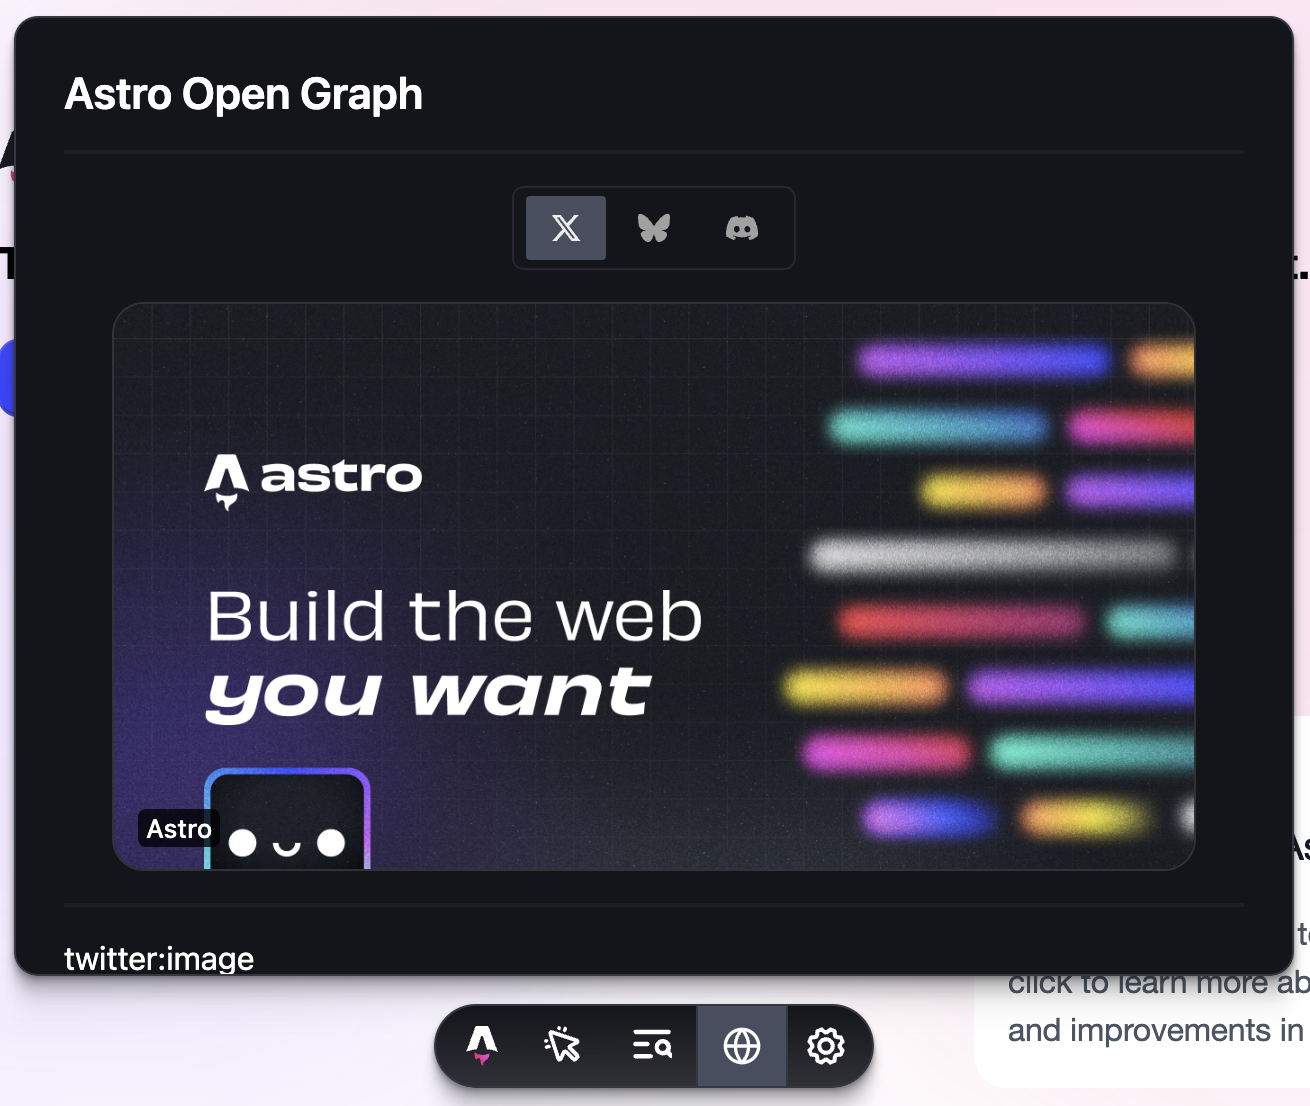 Astro Open Graph
astro
Build the web
you want
Astro
twitter:image
click to learn more ab
and improvements in